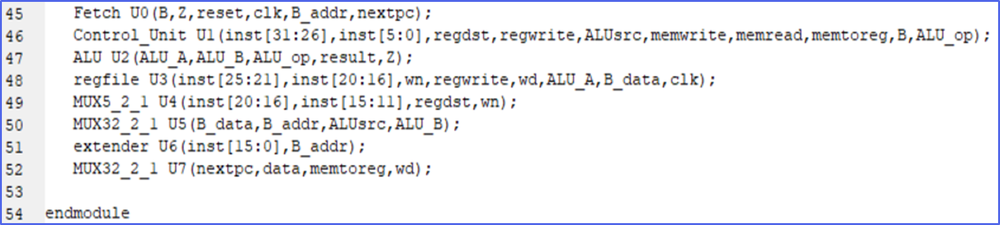 45 Fetch U0(B,Z,reset,clk,B_addr,nextpc);
46 Control_Unit U1(inst[31:26],inst[5:0],regdst,regwrite,ALUsrc,memwrite,memread,memtoreg,B,ALU_op);
47 ALU U2(ALU_A,ALU_B,ALU_op,result,Z);
48 regfile U3(inst[25:21],inst[20:16],wn,regwrite,wd,ALU_A,B_data,clk);
49 MUX5_2_1 U4(inst[20:16],inst[15:11],regdst,wn);
50 MUX32_2_1 U5(B_data,B_addr,ALUsrc,ALU_B);
51 extender U6(inst[15:0],B_addr);
52 MUX32_2_1 U7(nextpc,data,memtoreg,wd);
53
54 endmodule